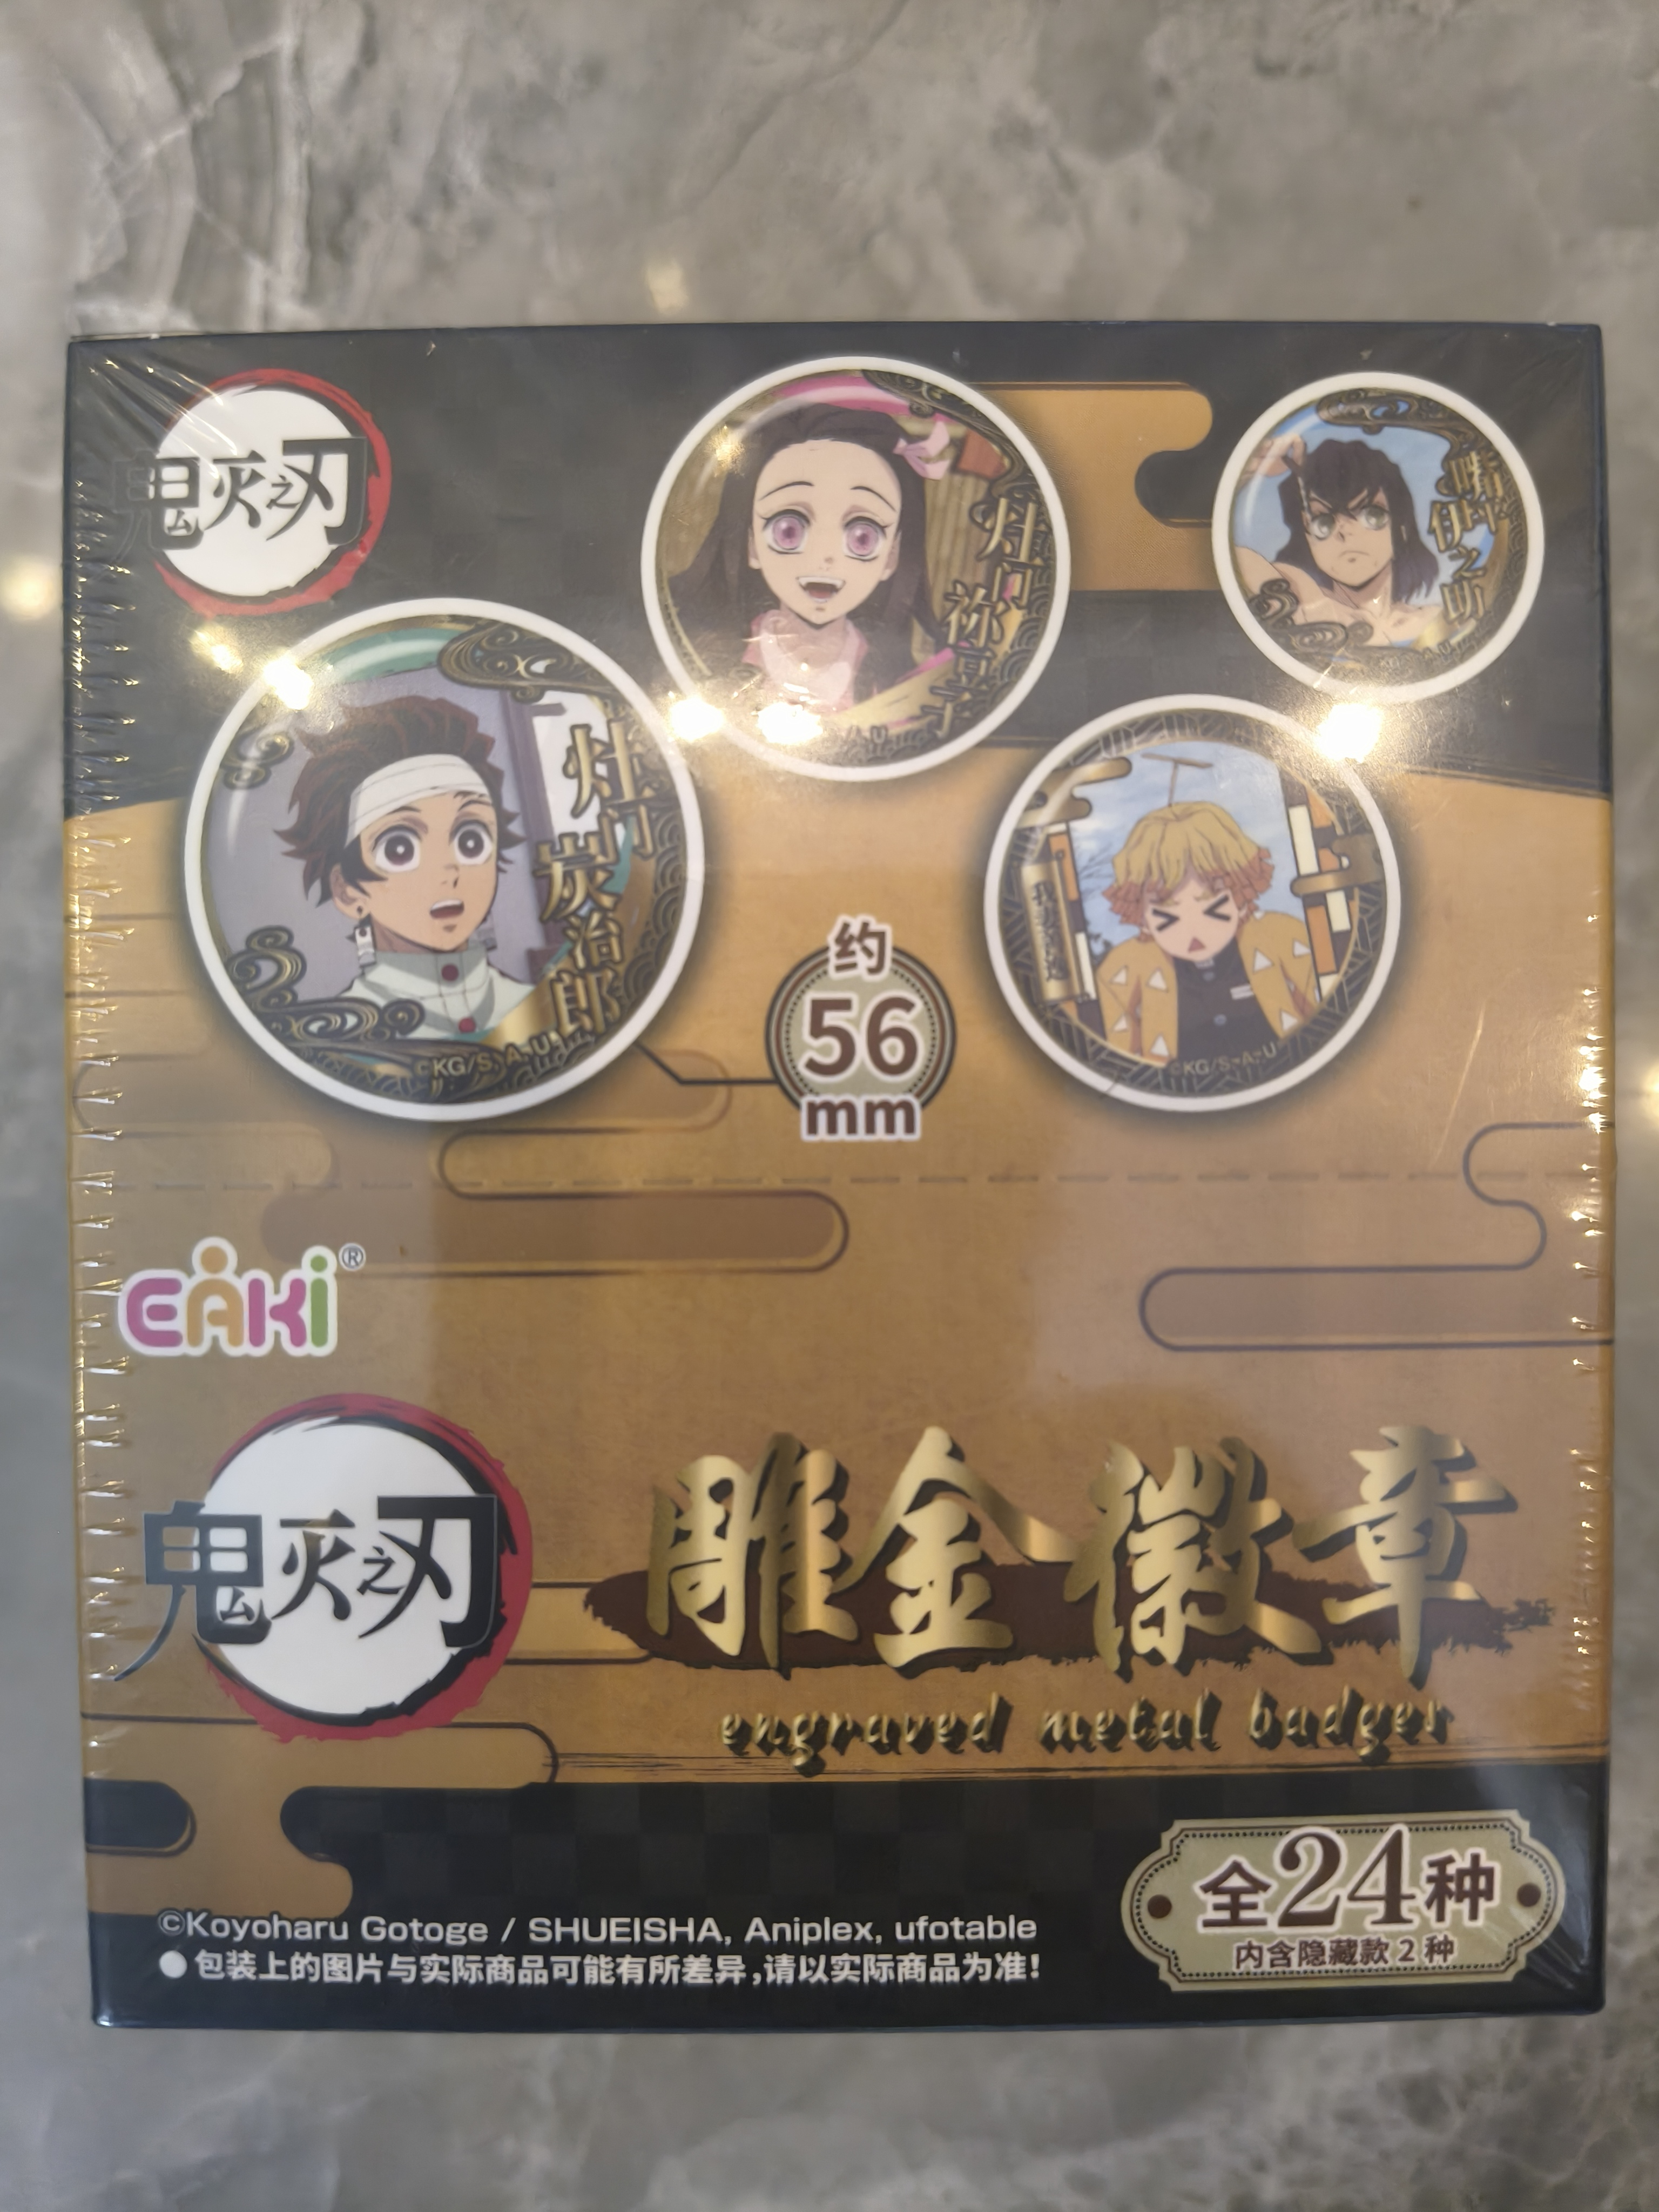 鬼灭之刃
灶门祢豆子
嘴平伊之助
灶门炭治郎
©KG/S, A, U
©KG/S, A, U
约
56
mm
EAKI®
鬼灭之刃
雕金徽章
engraved metal badges
全24种
内含隐藏款2种
©Koyoharu Gotoge / SHUEISHA, Aniplex, ufotable
●包装上的图片与实际商品可能有所差异,请以实际商品为准!